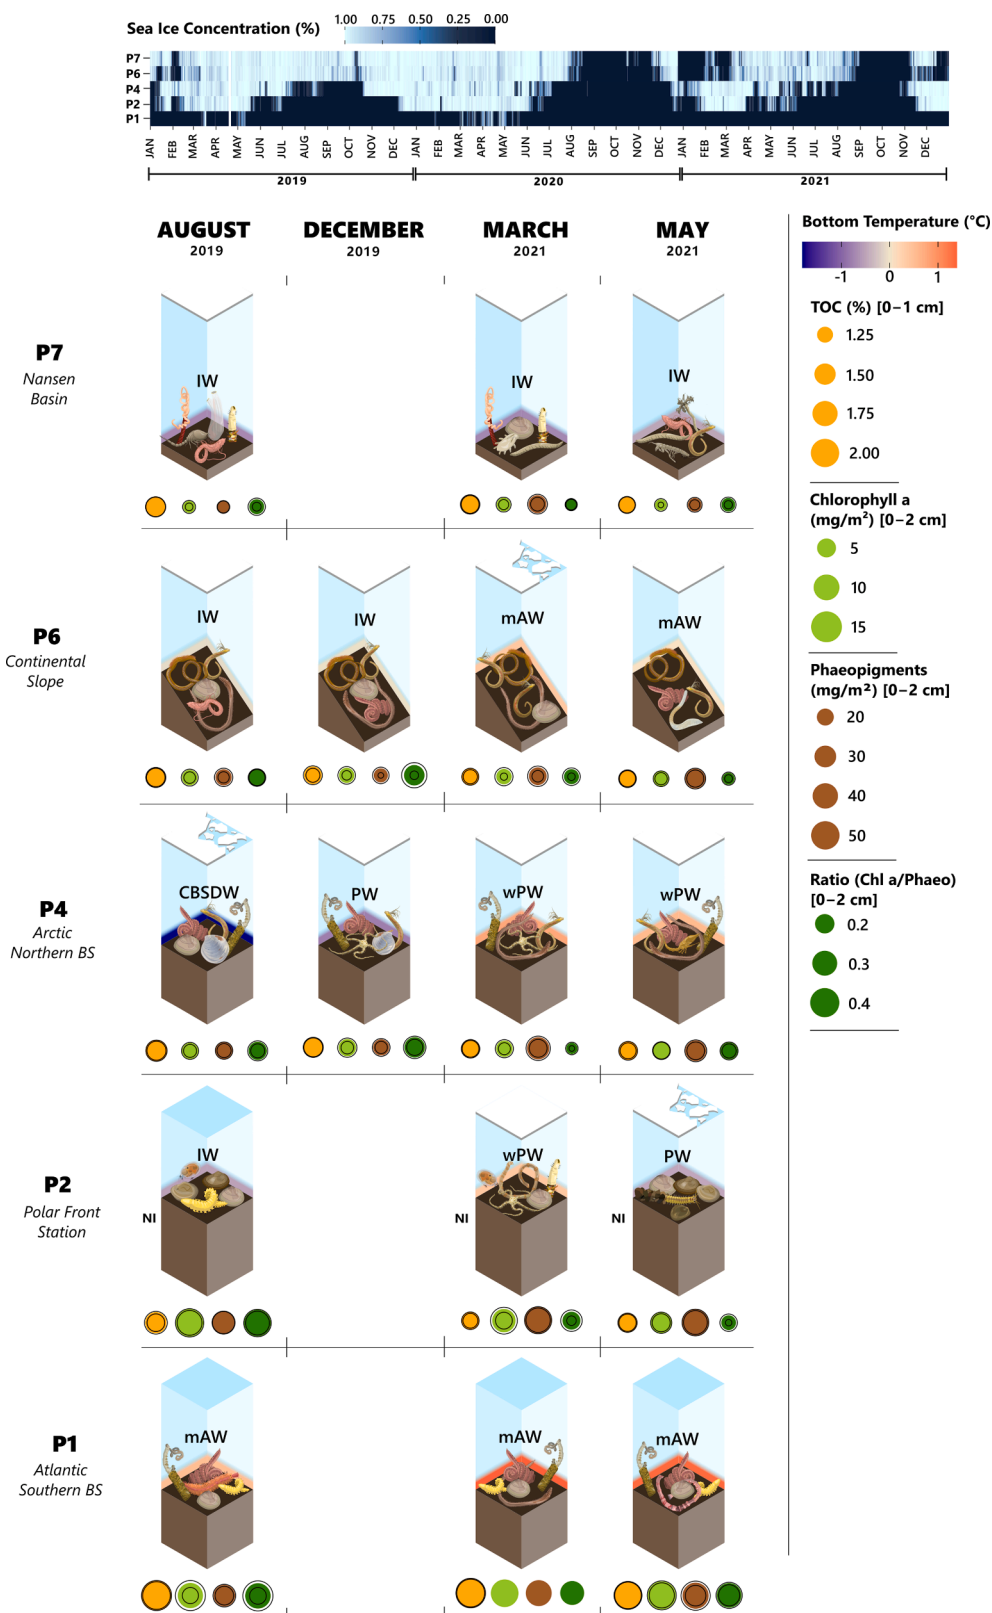 Sea Ice Concentration (%)
1.00 0.75 0.50 0.25 0.00
P7
P6
P4
P2
P1
JAN FEB MAR APR MAY JUN JUL AUG SEP OCT NOV DEC JAN FEB MAR APR MAY JUN JUL AUG SEP OCT NOV DEC JAN FEB MAR APR MAY JUN JUL AUG SEP OCT NOV DEC
2019 2020 2021
AUGUST DECEMBER MARCH MAY
2019 2019 2021 2021
P7
Nansen
Basin
IW IW IW
P6
Continental
Slope
IW IW mAW mAW
P4
Arctic
Northern BS
CBSDW PW wPW wPW
P2
Polar Front
Station
IW wPW PW
NI NI NI
P1
Atlantic
Southern BS
mAW mAW mAW
Bottom Temperature (°C)
-1 0 1
TOC (%) [0–1 cm]
1.25
1.50
1.75
2.00
Chlorophyll a
(mg/m²) [0–2 cm]
5
10
15
Phaeopigments
(mg/m²) [0–2 cm]
20
30
40
50
Ratio (Chl a/Phaeo)
[0–2 cm]
0.2
0.3
0.4